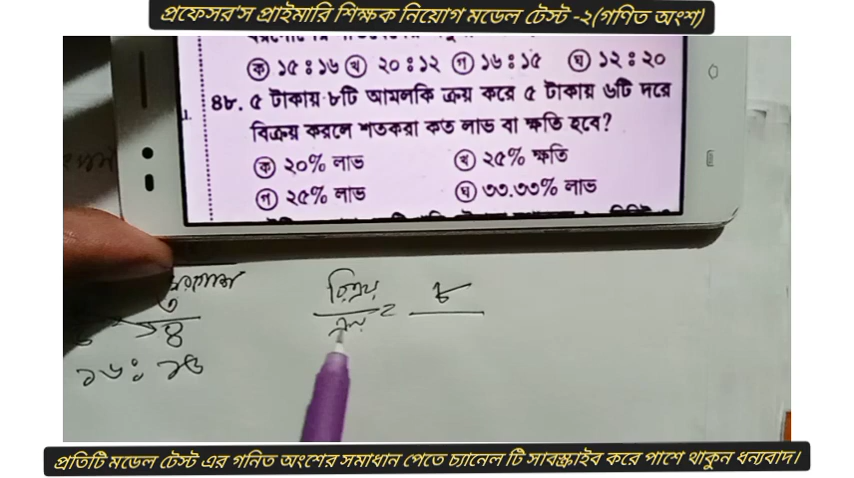 প্রফেসর'স প্রাইমারি শিক্ষক নিয়োগ মডেল টেস্ট -২(গণিত অংশ)
ক ১৫ : ১৬ খ ২০ : ১২ গ ১৬ : ১৫ ঘ ১২ : ২০
৪৮. ৫ টাকায় ৮টি আমলকি ক্রয় করে ৫ টাকায় ৬টি দরে
বিক্রয় করলে শতকরা কত লাভ বা ক্ষতি হবে?
ক ২০% লাভ খ ২৫% ক্ষতি
গ ২৫% লাভ ঘ ৩৩.৩৩% লাভ
৪
১৬ : ১৫
=
৮
প্রতিটি মডেল টেস্ট এর গনিত অংশের সমাধান পেতে চ্যানেল টি সাবস্ক্রাইব করে পাশে থাকুন ধন্যবাদ।